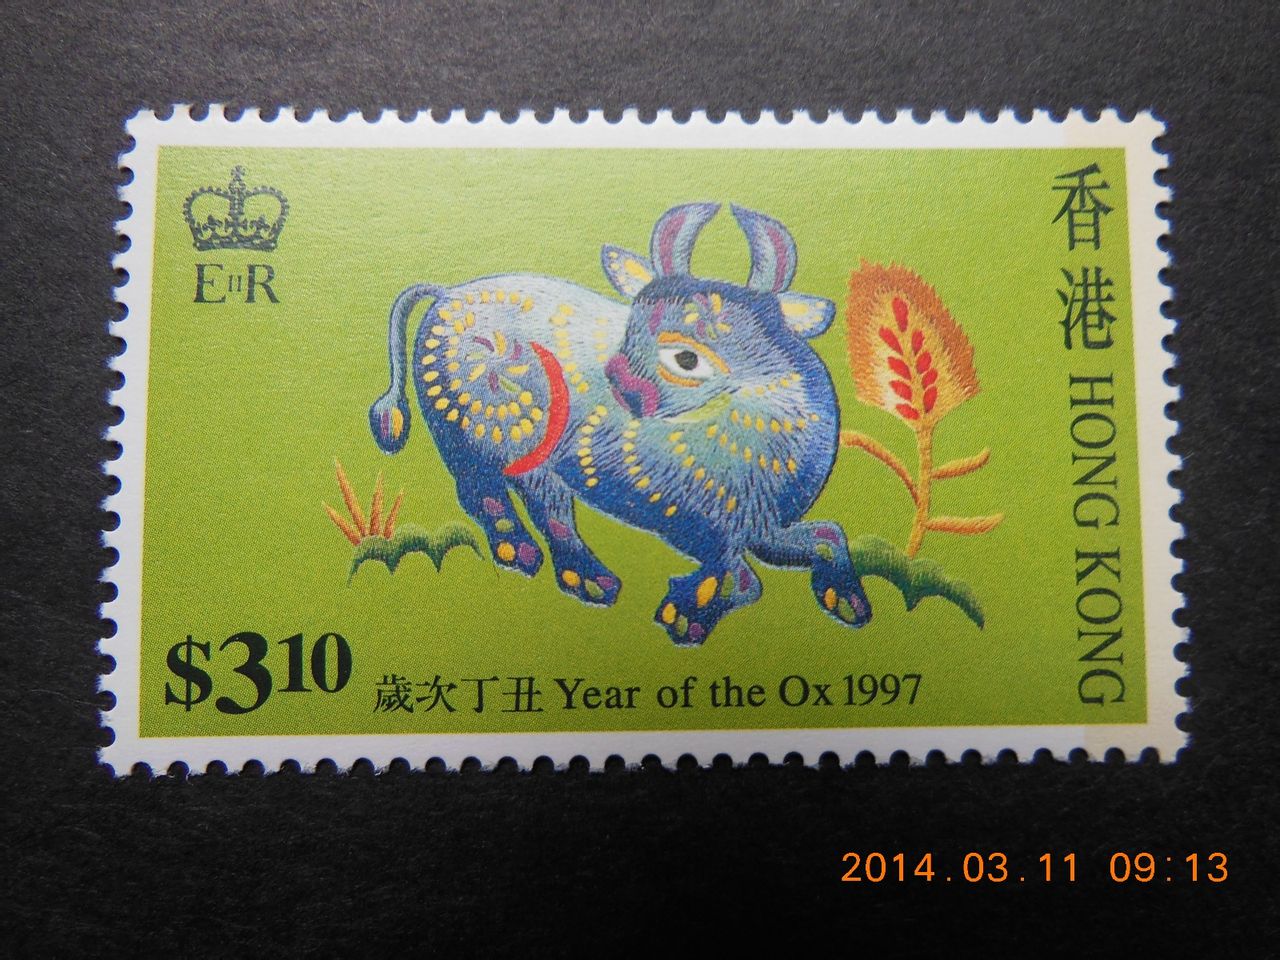 EIIR
香港 HONG KONG
$3.10
歲次丁丑 Year of the Ox 1997
2014.03.11 09:13